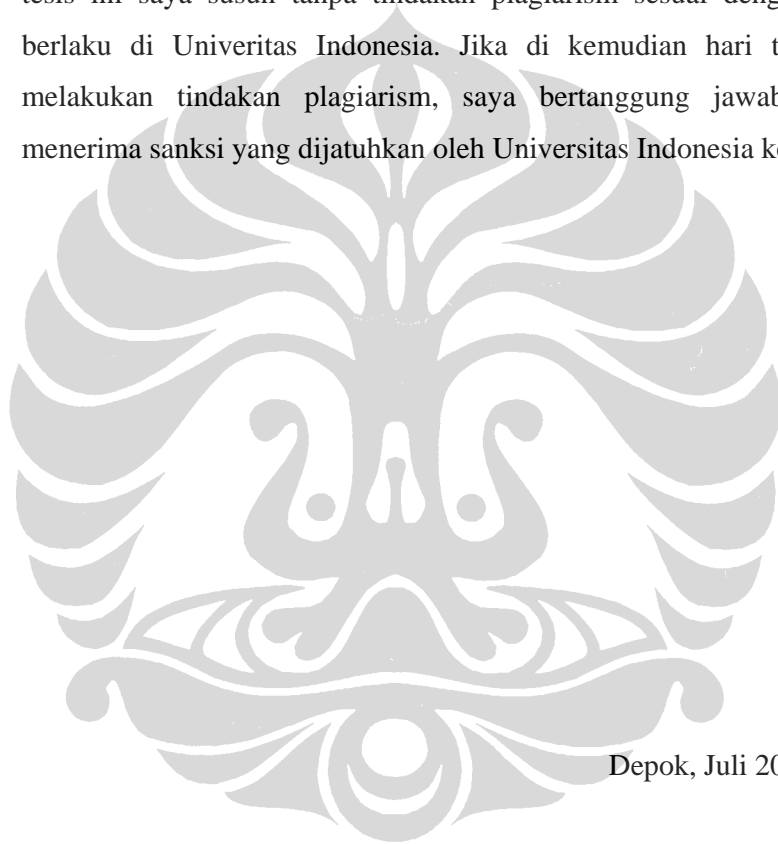 tesis ini saya susun tanpa tindakan plagiarism sesuai deng
berlaku di Univeritas Indonesia. Jika di kemudian hari t
melakukan tindakan plagiarism, saya bertanggung jawab
menerima sanksi yang dijatuhkan oleh Universitas Indonesia ke
Depok, Juli 20